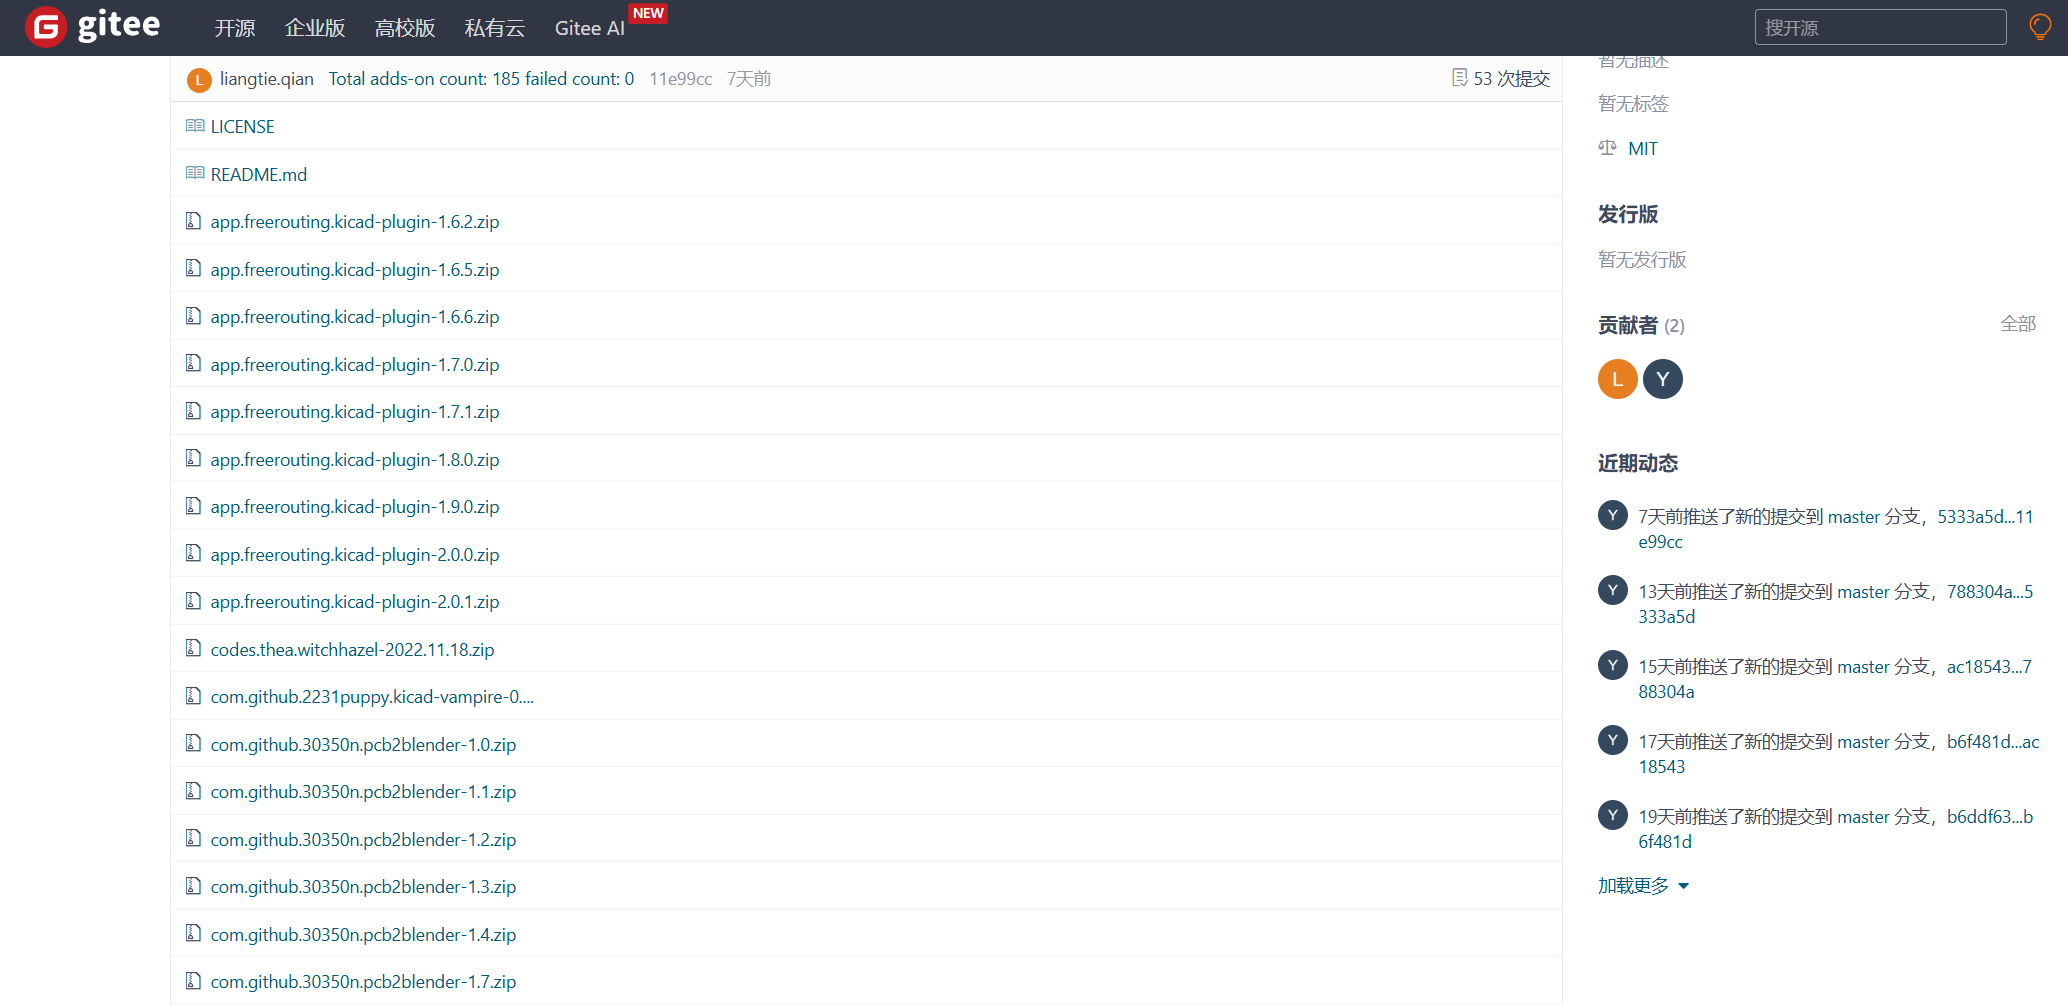 gitee 开源 企业版 高校版 私有云 Gitee AI NEW 搜开源
L liangtie.qian Total adds-on count: 185 failed count: 0 11e99cc 7天前 53 次提交
LICENSE
README.md
app.freerouting.kicad-plugin-1.6.2.zip
app.freerouting.kicad-plugin-1.6.5.zip
app.freerouting.kicad-plugin-1.6.6.zip
app.freerouting.kicad-plugin-1.7.0.zip
app.freerouting.kicad-plugin-1.7.1.zip
app.freerouting.kicad-plugin-1.8.0.zip
app.freerouting.kicad-plugin-1.9.0.zip
app.freerouting.kicad-plugin-2.0.0.zip
app.freerouting.kicad-plugin-2.0.1.zip
codes.thea.witchhazel-2022.11.18.zip
com.github.2231puppy.kicad-vampire-0....
com.github.30350n.pcb2blender-1.0.zip
com.github.30350n.pcb2blender-1.1.zip
com.github.30350n.pcb2blender-1.2.zip
com.github.30350n.pcb2blender-1.3.zip
com.github.30350n.pcb2blender-1.4.zip
com.github.30350n.pcb2blender-1.7.zip
暂无描述
暂无标签
MIT
发行版
暂无发行版
贡献者 (2) 全部
L Y
近期动态
Y 7天前推送了新的提交到 master 分支，5333a5d...11
e99cc
Y 13天前推送了新的提交到 master 分支，788304a...5
333a5d
Y 15天前推送了新的提交到 master 分支，ac18543...7
88304a
Y 17天前推送了新的提交到 master 分支，b6f481d...ac
18543
Y 19天前推送了新的提交到 master 分支，b6ddf63...b
6f481d
加载更多